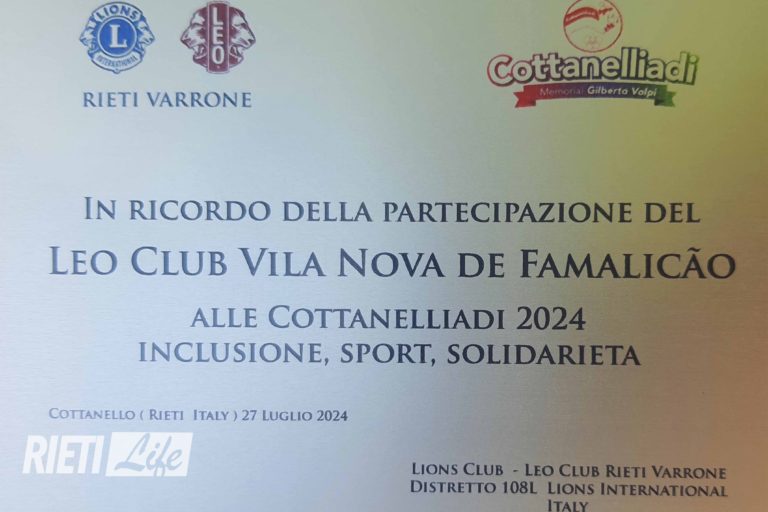 LIONS
L
INTERNATIONAL
LEO
RIETI VARRONE
Cottanelliadi
Memorial Gilberto Volpi
IN RICORDO DELLA PARTECIPAZIONE DEL
LEO CLUB VILA NOVA DE FAMALICÃO
ALLE COTTANELLIADI 2024
INCLUSIONE, SPORT, SOLIDARIETA
COTTANELLO ( RIETI ITALY ) 27 LUGLIO 2024
RIETI Life
LIONS CLUB - LEO CLUB RIETI VARRONE
DISTRETTO 108L LIONS INTERNATIONAL
ITALY